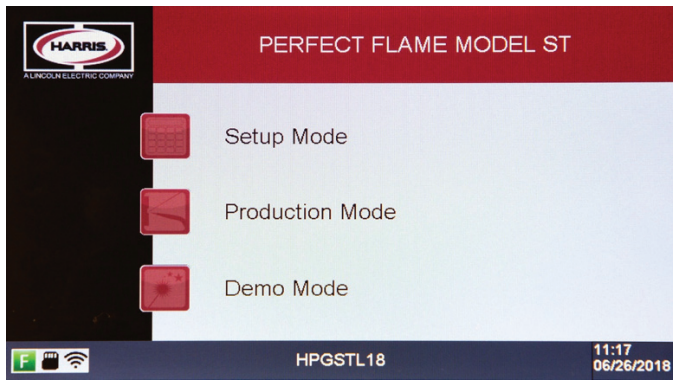 HARRIS
A LINCOLN ELECTRIC COMPANY
PERFECT FLAME MODEL ST
Setup Mode
Production Mode
Demo Mode
F
HPGSTL18
11:17
06/26/2018